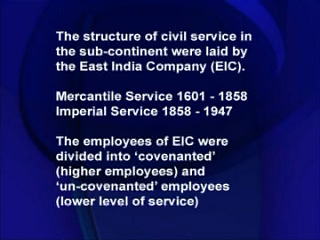 The structure of civil service in
the sub-continent were laid by
the East India Company (EIC).
Mercantile Service 1601 - 1858
Imperial Service 1858 - 1947
The employees of EIC were
divided into ‘covenanted’
(higher employees) and
‘un-covenanted’ employees
(lower level of service)